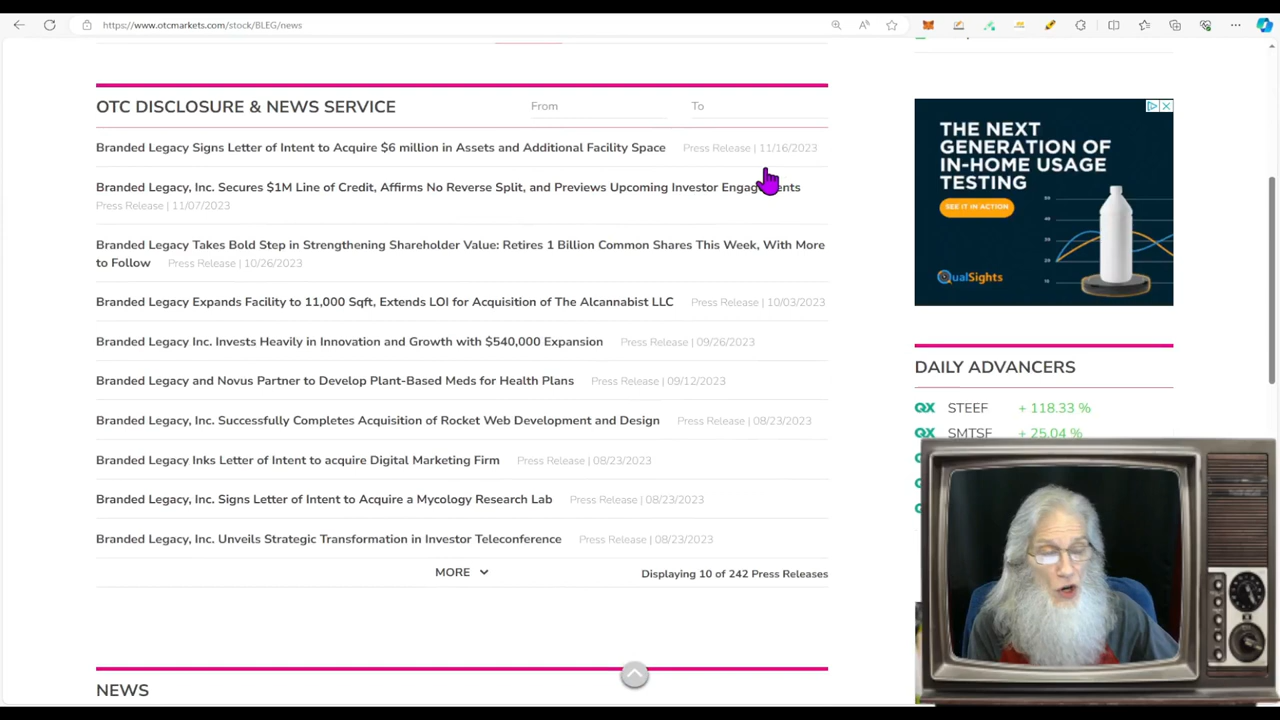 https://www.otcmarkets.com/stock/BLEG/news
OTC DISCLOSURE & NEWS SERVICE
From
To
Branded Legacy Signs Letter of Intent to Acquire $6 million in Assets and Additional Facility Space Press Release | 11/16/2023
Branded Legacy, Inc. Secures $1M Line of Credit, Affirms No Reverse Split, and Previews Upcoming Investor
Press Release | 11/07/2023
Branded Legacy Takes Bold Step in Strengthening Shareholder Value: Retires 1 Billion Common Shares This Week, With More
to Follow Press Release | 10/26/2023
Branded Legacy Expands Facility to 11,000 Sqft, Extends LOI for Acquisition of The Alcannabist LLC Press Release | 10/03/2023
Branded Legacy Inc. Invests Heavily in Innovation and Growth with $540,000 Expansion Press Release | 09/26/2023
Branded Legacy and Novus Partner to Develop Plant-Based Meds for Health Plans Press Release | 09/12/2023
Branded Legacy, Inc. Successfully Completes Acquisition of Rocket Web Development and Design Press Release | 08/23/2023
Branded Legacy Inks Letter of Intent to acquire Digital Marketing Firm Press Release | 08/23/2023
Branded Legacy, Inc. Signs Letter of Intent to Acquire a Mycology Research Lab Press Release | 08/23/2023
Branded Legacy, Inc. Unveils Strategic Transformation in Investor Teleconference Press Release | 08/23/2023
MORE
Displaying 10 of 242 Press Releases
NEWS
THE NEXT
GENERATION OF
IN-HOME USAGE
TESTING
SEE IT IN ACTION
QualSights
DAILY ADVANCERS
QX STEEF + 118.33 %
QX SMTSF + 25.04 %